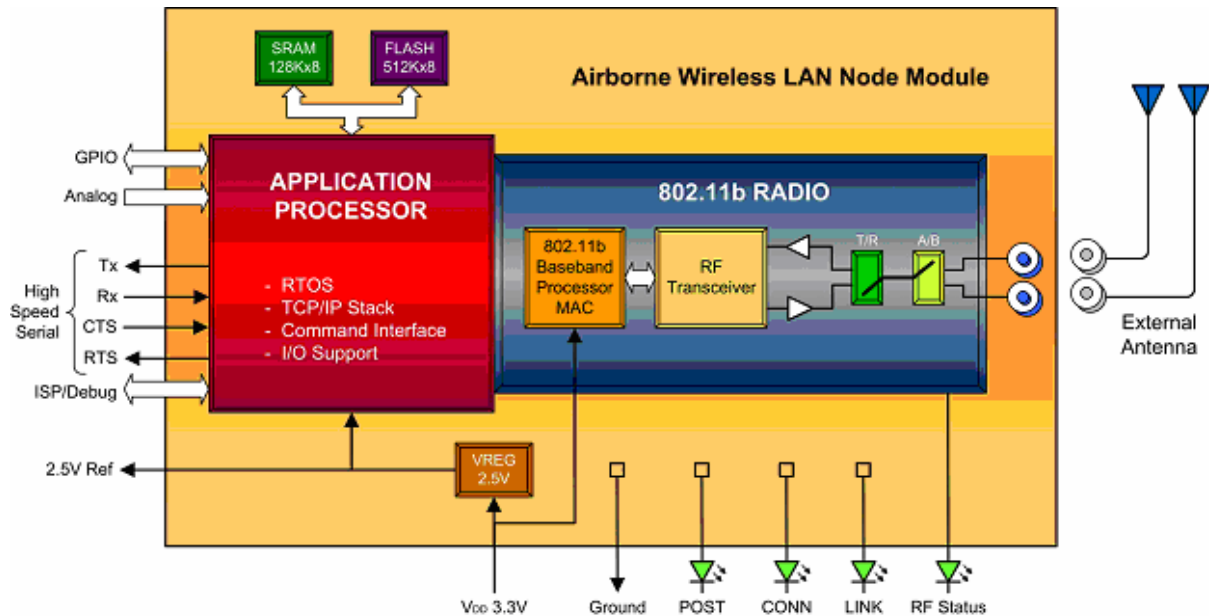 SRAM
128Kx8
FLASH
512Kx8
Airborne Wireless LAN Node Module
GPIO
Analog
High
Speed
Serial
Tx
Rx
CTS
RTS
ISP/Debug
2.5V Ref
APPLICATION
PROCESSOR
- RTOS
- TCP/IP Stack
- Command Interface
- I/O Support
802.11b RADIO
802.11b
Baseband
Processor
MAC
RF
Transceiver
T/R
A/B
External
Antenna
VREG
2.5V
VDD 3.3V
Ground
POST
CONN
LINK
RF Status